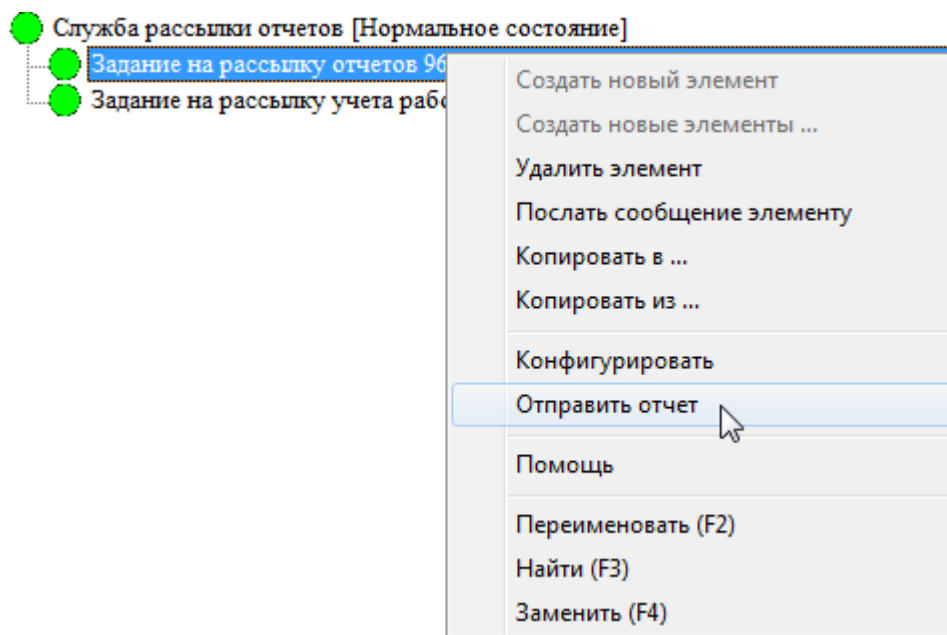 Служба рассылки отчетов [Нормальное состояние]
Задание на рассылку отчетов 96
Задание на рассылку учета рабо
Создать новый элемент
Создать новые элементы ...
Удалить элемент
Послать сообщение элементу
Копировать в ...
Копировать из ...
Конфигурировать
Отправить отчет
Помощь
Переименовать (F2)
Найти (F3)
Заменить (F4)